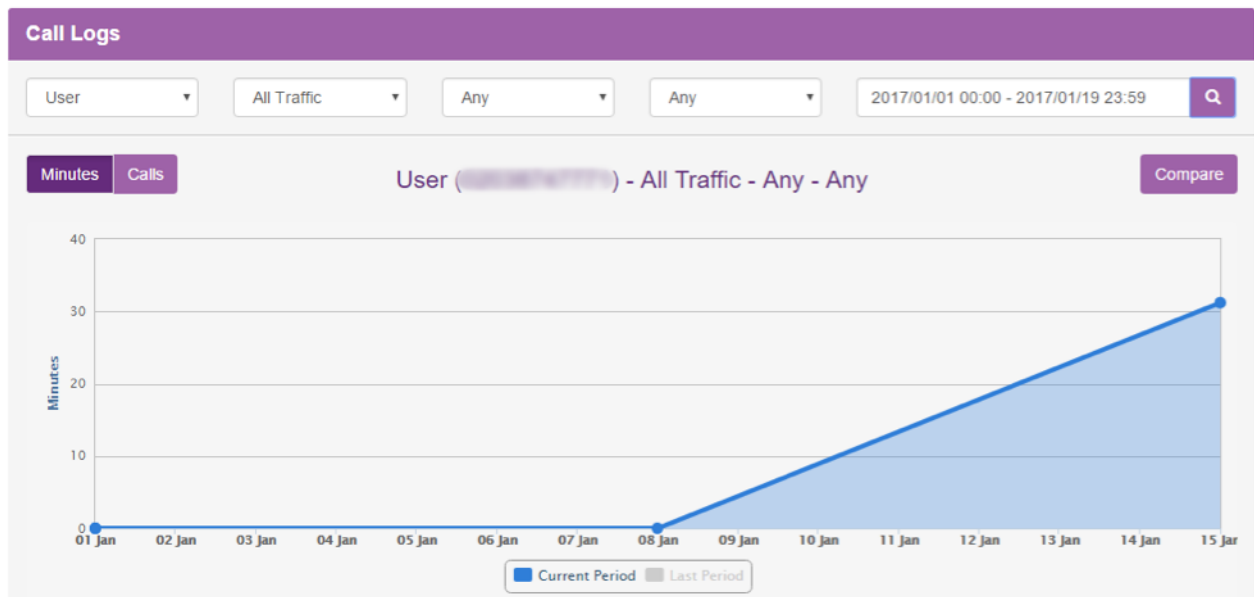 Call Logs
User All Traffic Any Any 2017/01/01 00:00 - 2017/01/19 23:59
Minutes Calls User ( ) - All Traffic - Any - Any Compare
40
30
20
10
0
Minutes
01 Jan 02 Jan 03 Jan 04 Jan 05 Jan 06 Jan 07 Jan 08 Jan 09 Jan 10 Jan 11 Jan 12 Jan 13 Jan 14 Jan 15 Jan
Current Period Last Period